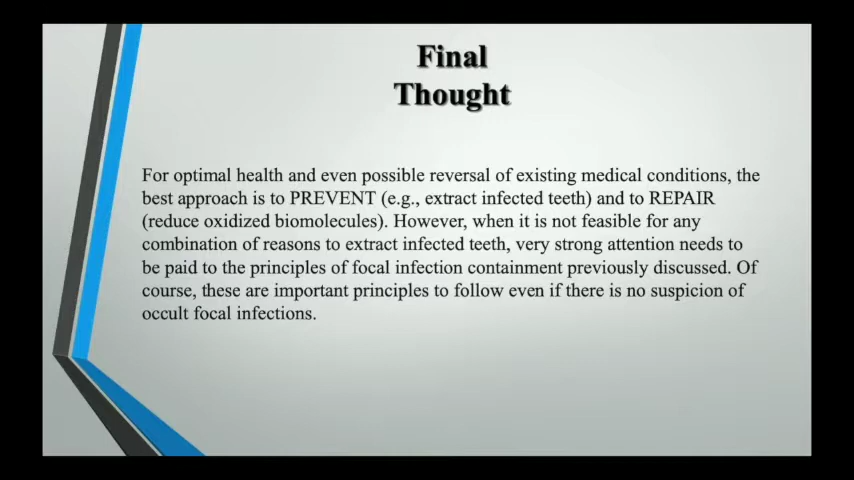 Final
Thought
For optimal health and even possible reversal of existing medical conditions, the
best approach is to PREVENT (e.g., extract infected teeth) and to REPAIR
(reduce oxidized biomolecules). However, when it is not feasible for any
combination of reasons to extract infected teeth, very strong attention needs to
be paid to the principles of focal infection containment previously discussed. Of
course, these are important principles to follow even if there is no suspicion of
occult focal infections.